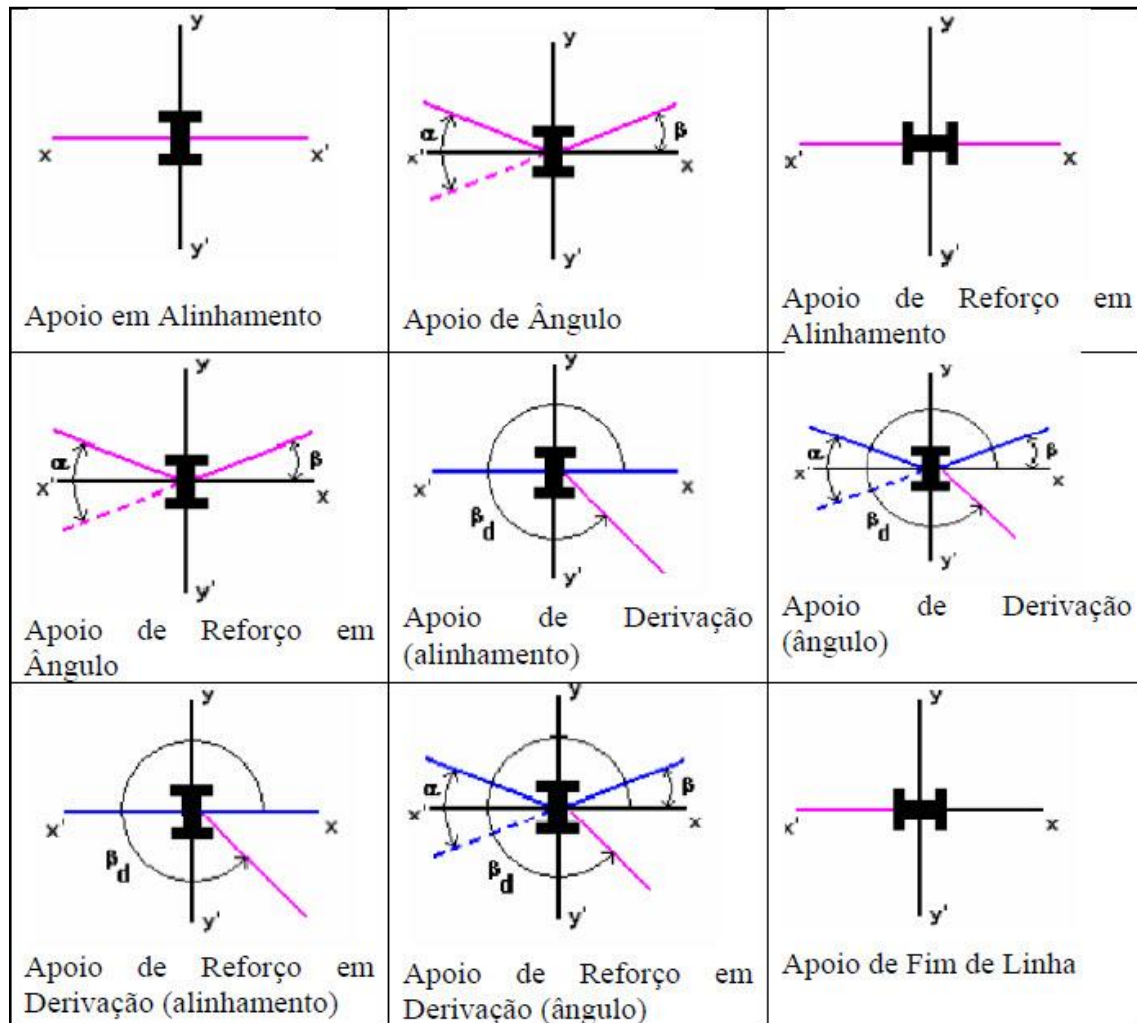 y
x
x'
y'
Apoio em Alinhamento
y
α
β
x'
x
y'
Apoio de Ângulo
y
x'
x
y'
Apoio de Reforço em
Alinhamento
y
α
β
x'
x
y'
Apoio de Reforço em
Ângulo
y
x'
x
βd
y'
Apoio de Derivação
(alinhamento)
y
α
β
x'
x
βd
y'
Apoio de Derivação
(ângulo)
y
x'
x
βd
y'
Apoio de Reforço em
Derivação (alinhamento)
y
α
β
x'
x
βd
y'
Apoio de Reforço em
Derivação (ângulo)
y
x'
x
y'
Apoio de Fim de Linha